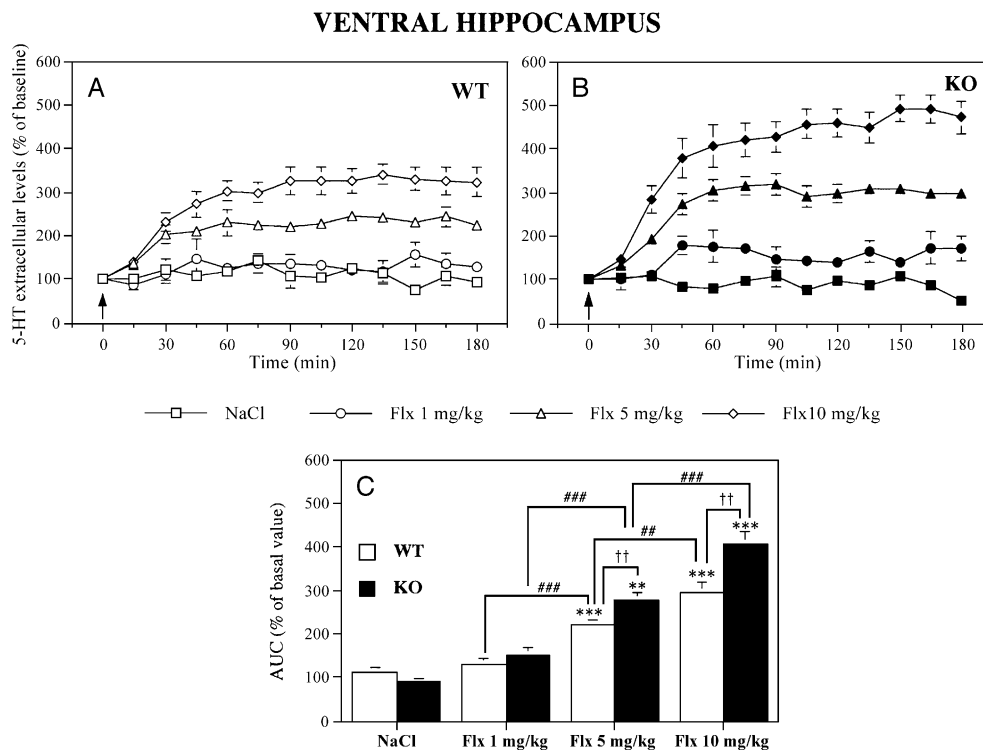 VENTRAL HIPPOCAMPUS
5-HT extracellular levels (% of baseline)
600
500
400
300
200
100
0
A
WT
0
30
60
90
120
150
180
Time (min)
600
500
400
300
200
100
0
B
KO
0
30
60
90
120
150
180
Time (min)
NaCl
Flx 1 mg/kg
Flx 5 mg/kg
Flx10 mg/kg
AUC (% of basal value)
600
500
400
300
200
100
0
C
WT
KO
###
###
††
***
**
###
##
††
***
***
NaCl
Flx 1 mg/kg
Flx 5 mg/kg
Flx 10 mg/kg